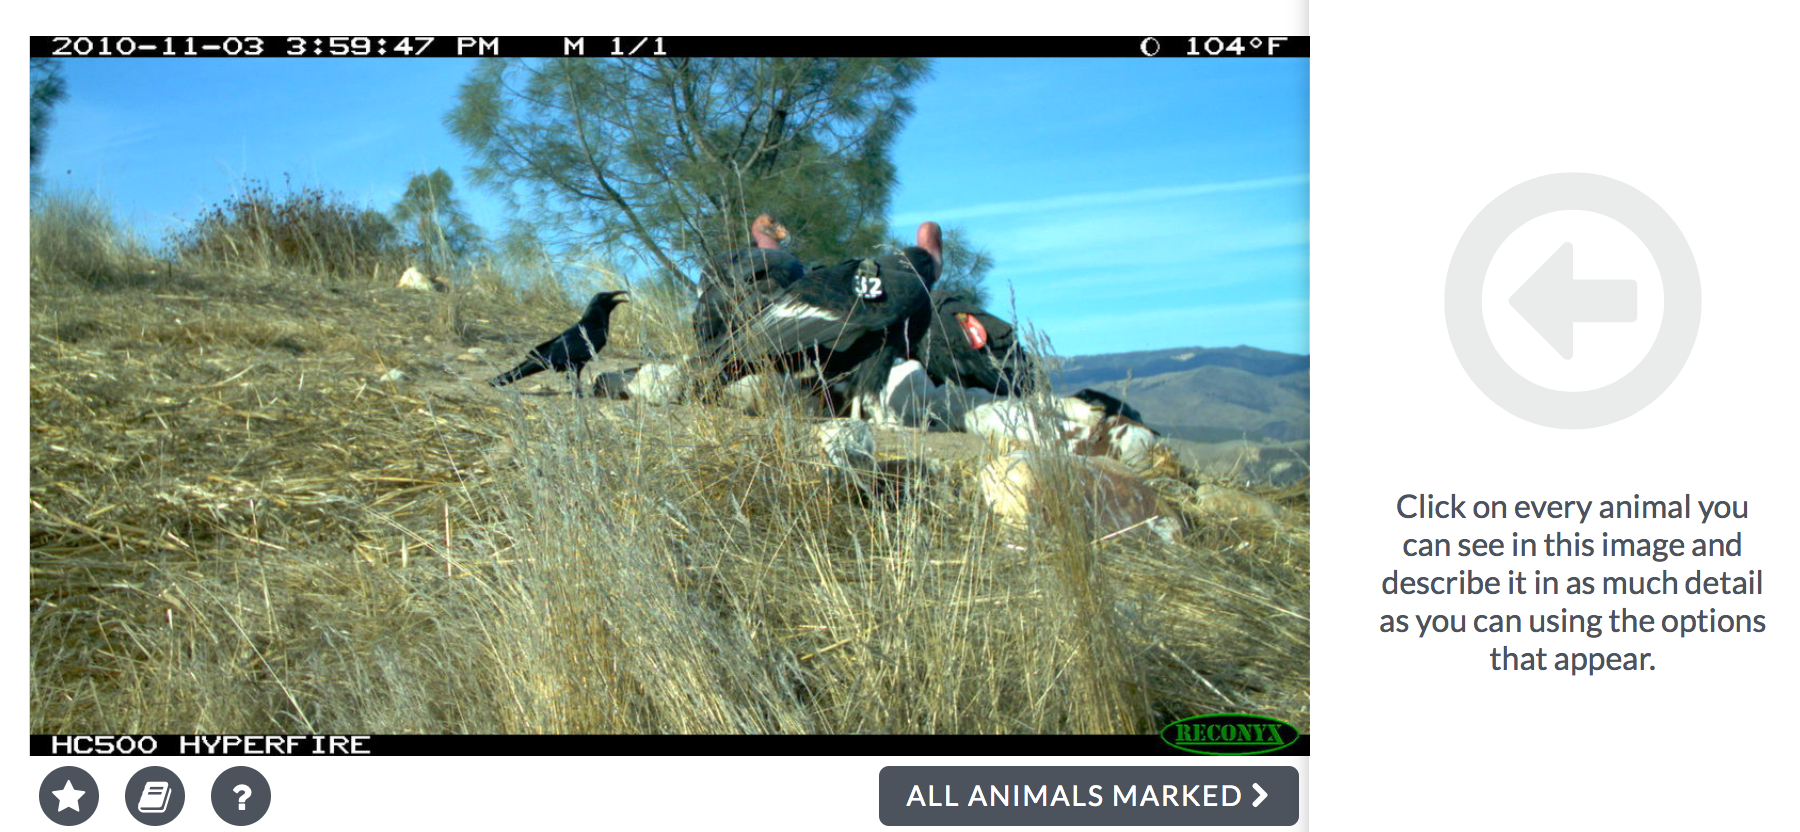 2010-11-03 3:59:47 PM M 1/1 104°F
32
HC500 HYPERFIRE
RECONYX
ALL ANIMALS MARKED
?
Click on every animal you
can see in this image and
describe it in as much detail
as you can using the options
that appear.